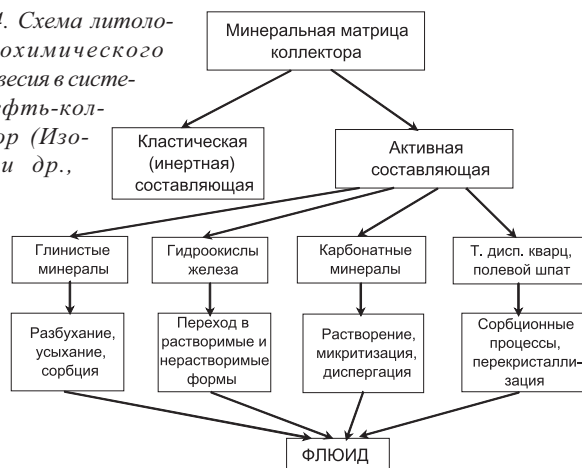 4. Схема литоло-
охимического
весия в систе-
ефть-кол-
ор (Изо-
и др.,
Минеральная матрица
коллектора
Кластическая
(инертная)
составляющая
Активная
составляющая
Глинистые
минералы
Гидроокислы
железа
Карбонатные
минералы
Т. дисп. кварц,
полевой шпат
Разбухание,
усыхание,
сорбция
Переход в
растворимые и
нерастворимые
формы
Растворение,
микритизация,
диспергация
Сорбционные
процессы,
перекристалли-
зация
ФЛЮИД